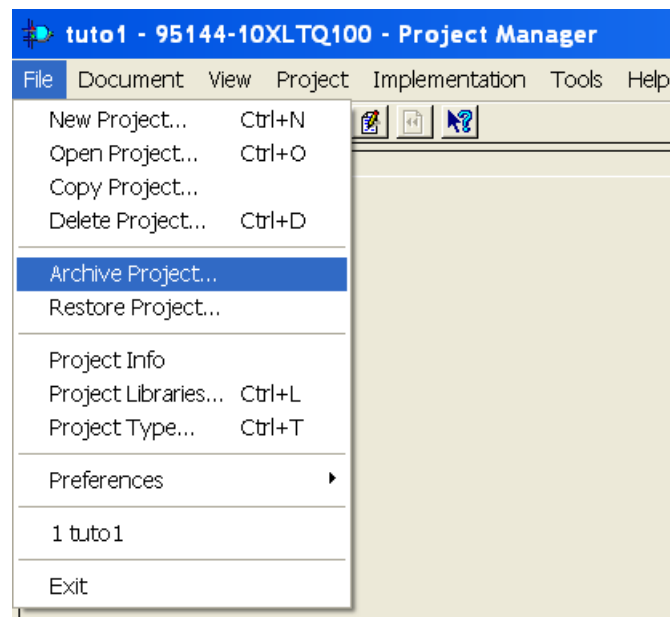 tuto1 - 95144-10XLTQ100 - Project Manager
File Document View Project Implementation Tools Help
New Project... Ctrl+N
Open Project... Ctrl+O
Copy Project...
Delete Project... Ctrl+D
Archive Project...
Restore Project...
Project Info
Project Libraries... Ctrl+L
Project Type... Ctrl+T
Preferences
1 tuto1
Exit